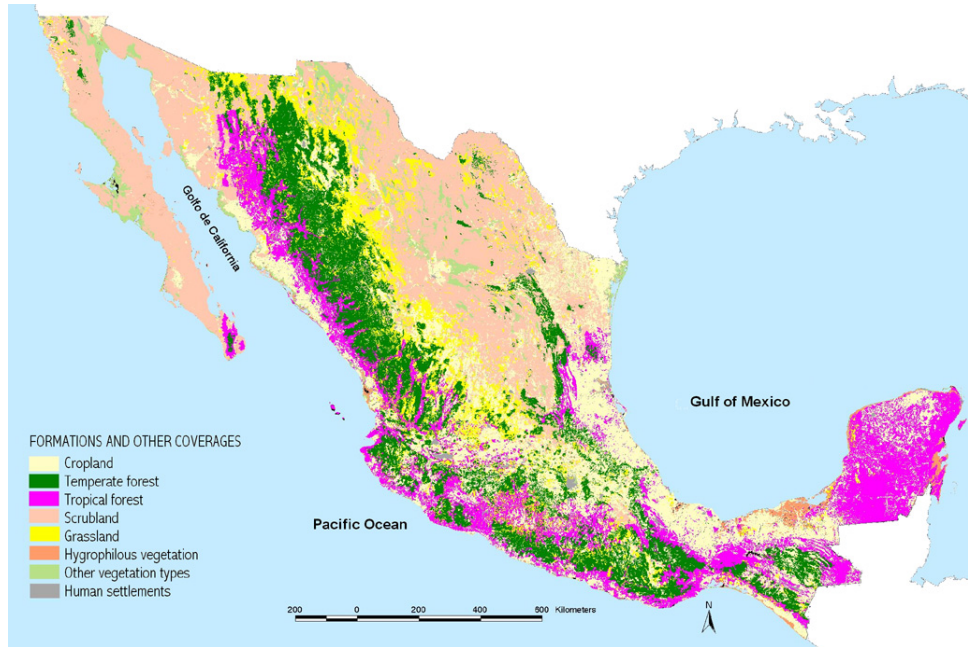 Golfo de California
Gulf of Mexico
Pacific Ocean
FORMATIONS AND OTHER COVERAGES
Cropland
Temperate forest
Tropical forest
Scrubland
Grassland
Hygrophilous vegetation
Other vegetation types
Human settlements
200 0 200 400 600 Kilometers
N